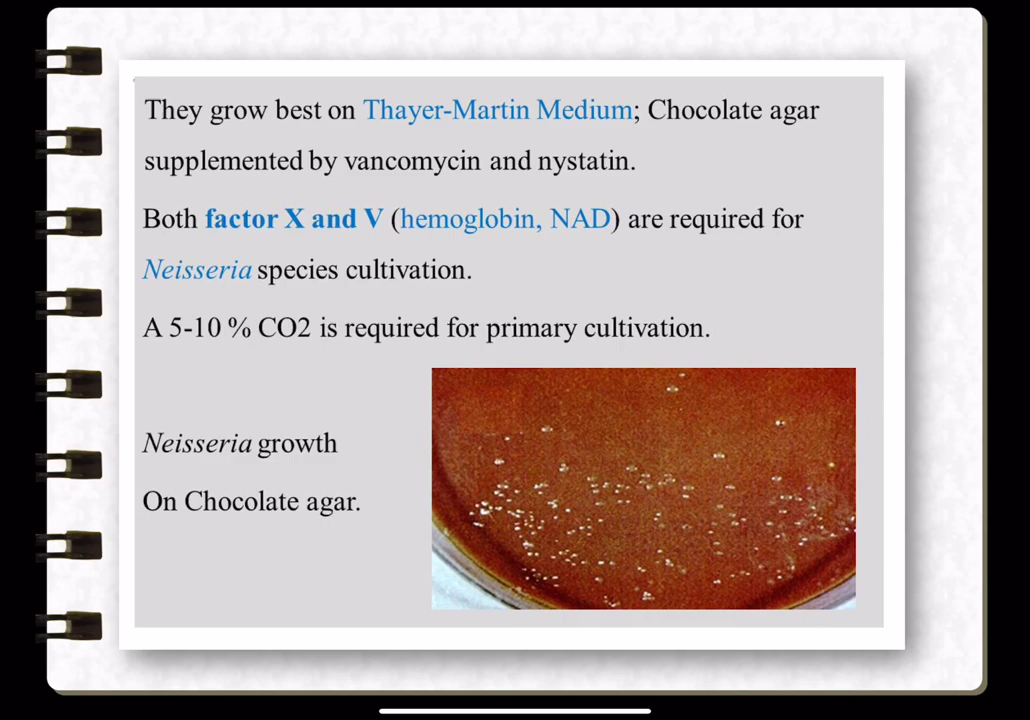 They grow best on Thayer-Martin Medium; Chocolate agar
supplemented by vancomycin and nystatin.
Both factor X and V (hemoglobin, NAD) are required for
Neisseria species cultivation.
A 5-10 % CO2 is required for primary cultivation.
Neisseria growth
On Chocolate agar.